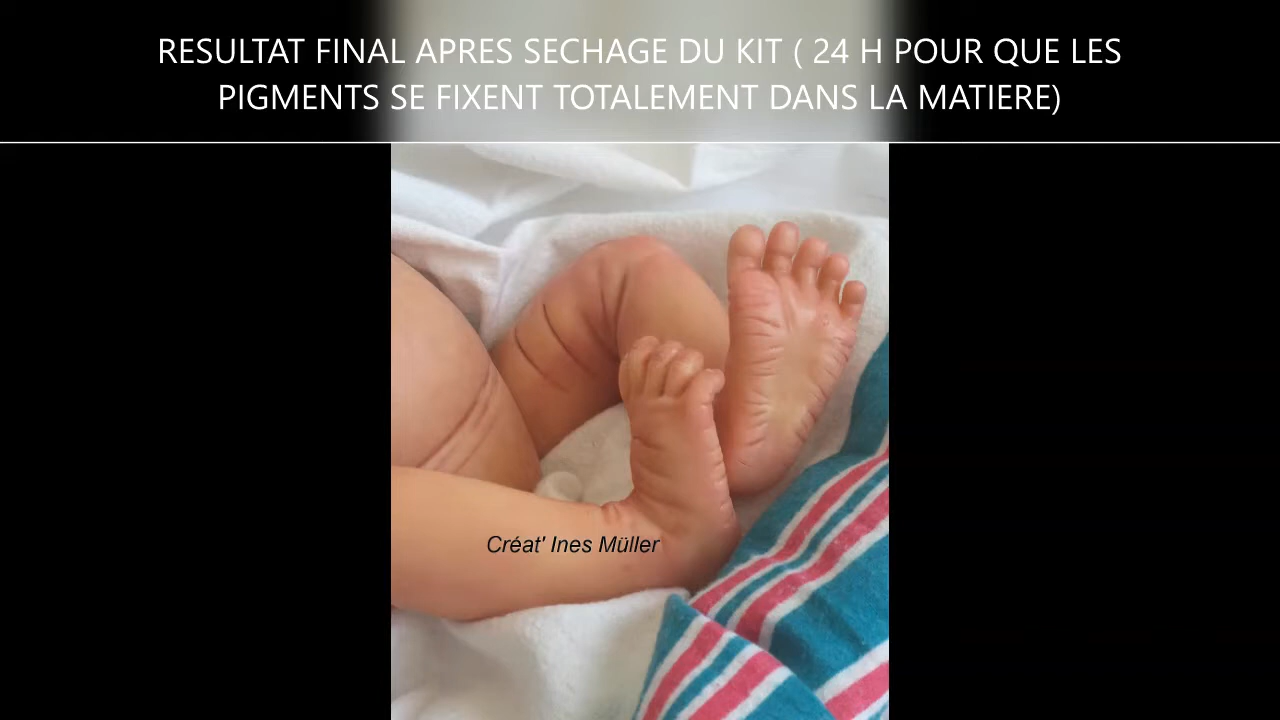 RESULTAT FINAL APRES SECHAGE DU KIT ( 24 H POUR QUE LES
PIGMENTS SE FIXENT TOTALEMENT DANS LA MATIERE)
Créat' Ines Müller